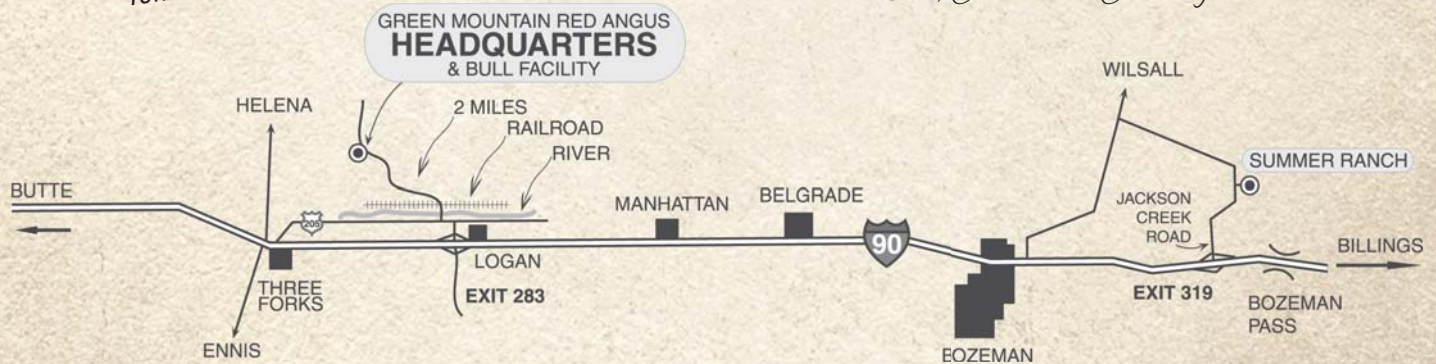 GREEN MOUNTAIN RED ANGUS
HEADQUARTERS
& BULL FACILITY
WILSALL
HELENA
2 MILES
RAILROAD
RIVER
SUMMER RANCH
BUTTE
205
MANHATTAN
BELGRADE
JACKSON
CREEK
ROAD
90
BILLINGS
LOGAN
THREE
FORKS
EXIT 283
EXIT 319
BOZEMAN
PASS
ENNIS
BOZEMAN